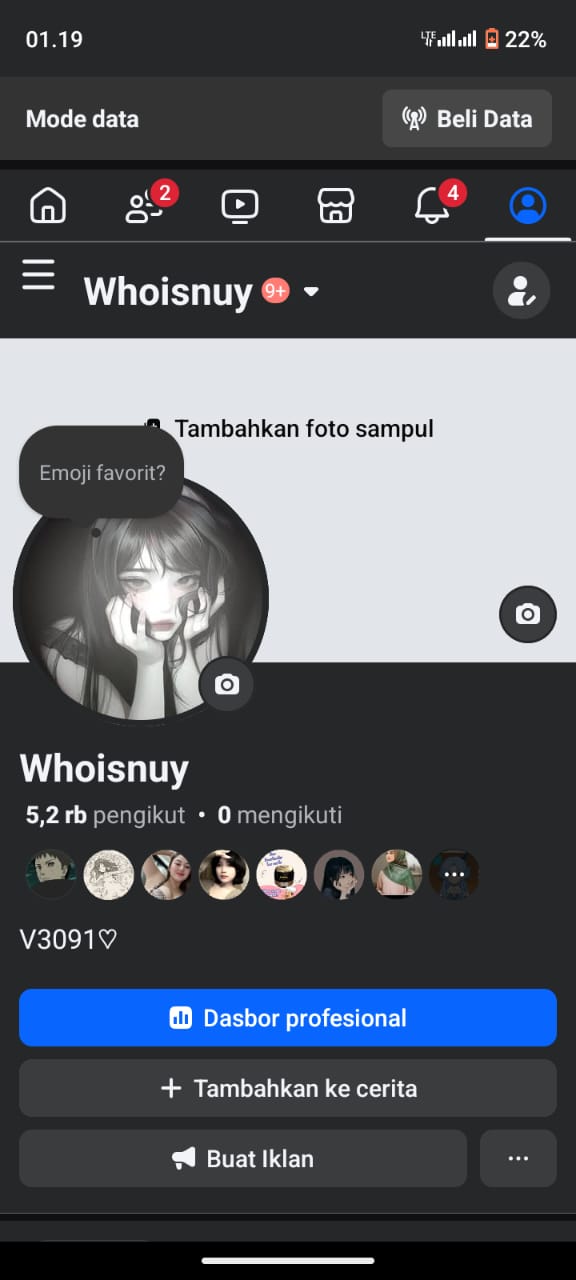 01.19 LTE 22%
Mode data Beli Data
2 4
Whoisnuy 9+
Tambahkan foto sampul
Emoji favorit?
Whoisnuy
5,2 rb pengikut • 0 mengikuti
V3091♡
Dasbor profesional
+ Tambahkan ke cerita
Buat Iklan ...